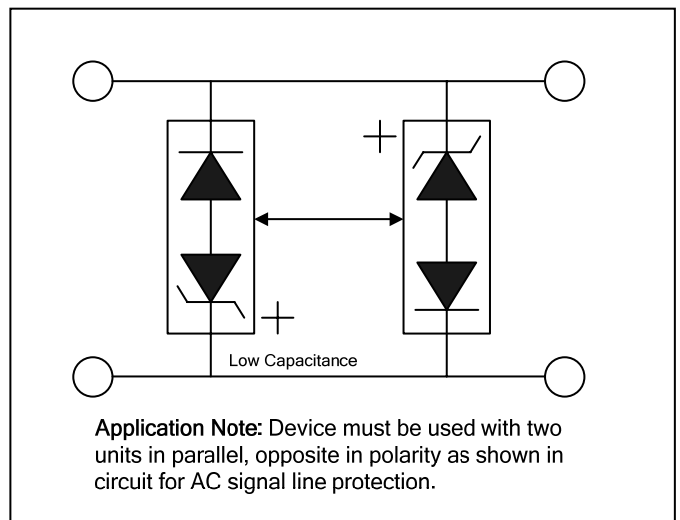 +
+
Low Capacitance
Application Note: Device must be used with two
units in parallel, opposite in polarity as shown in
circuit for AC signal line protection.